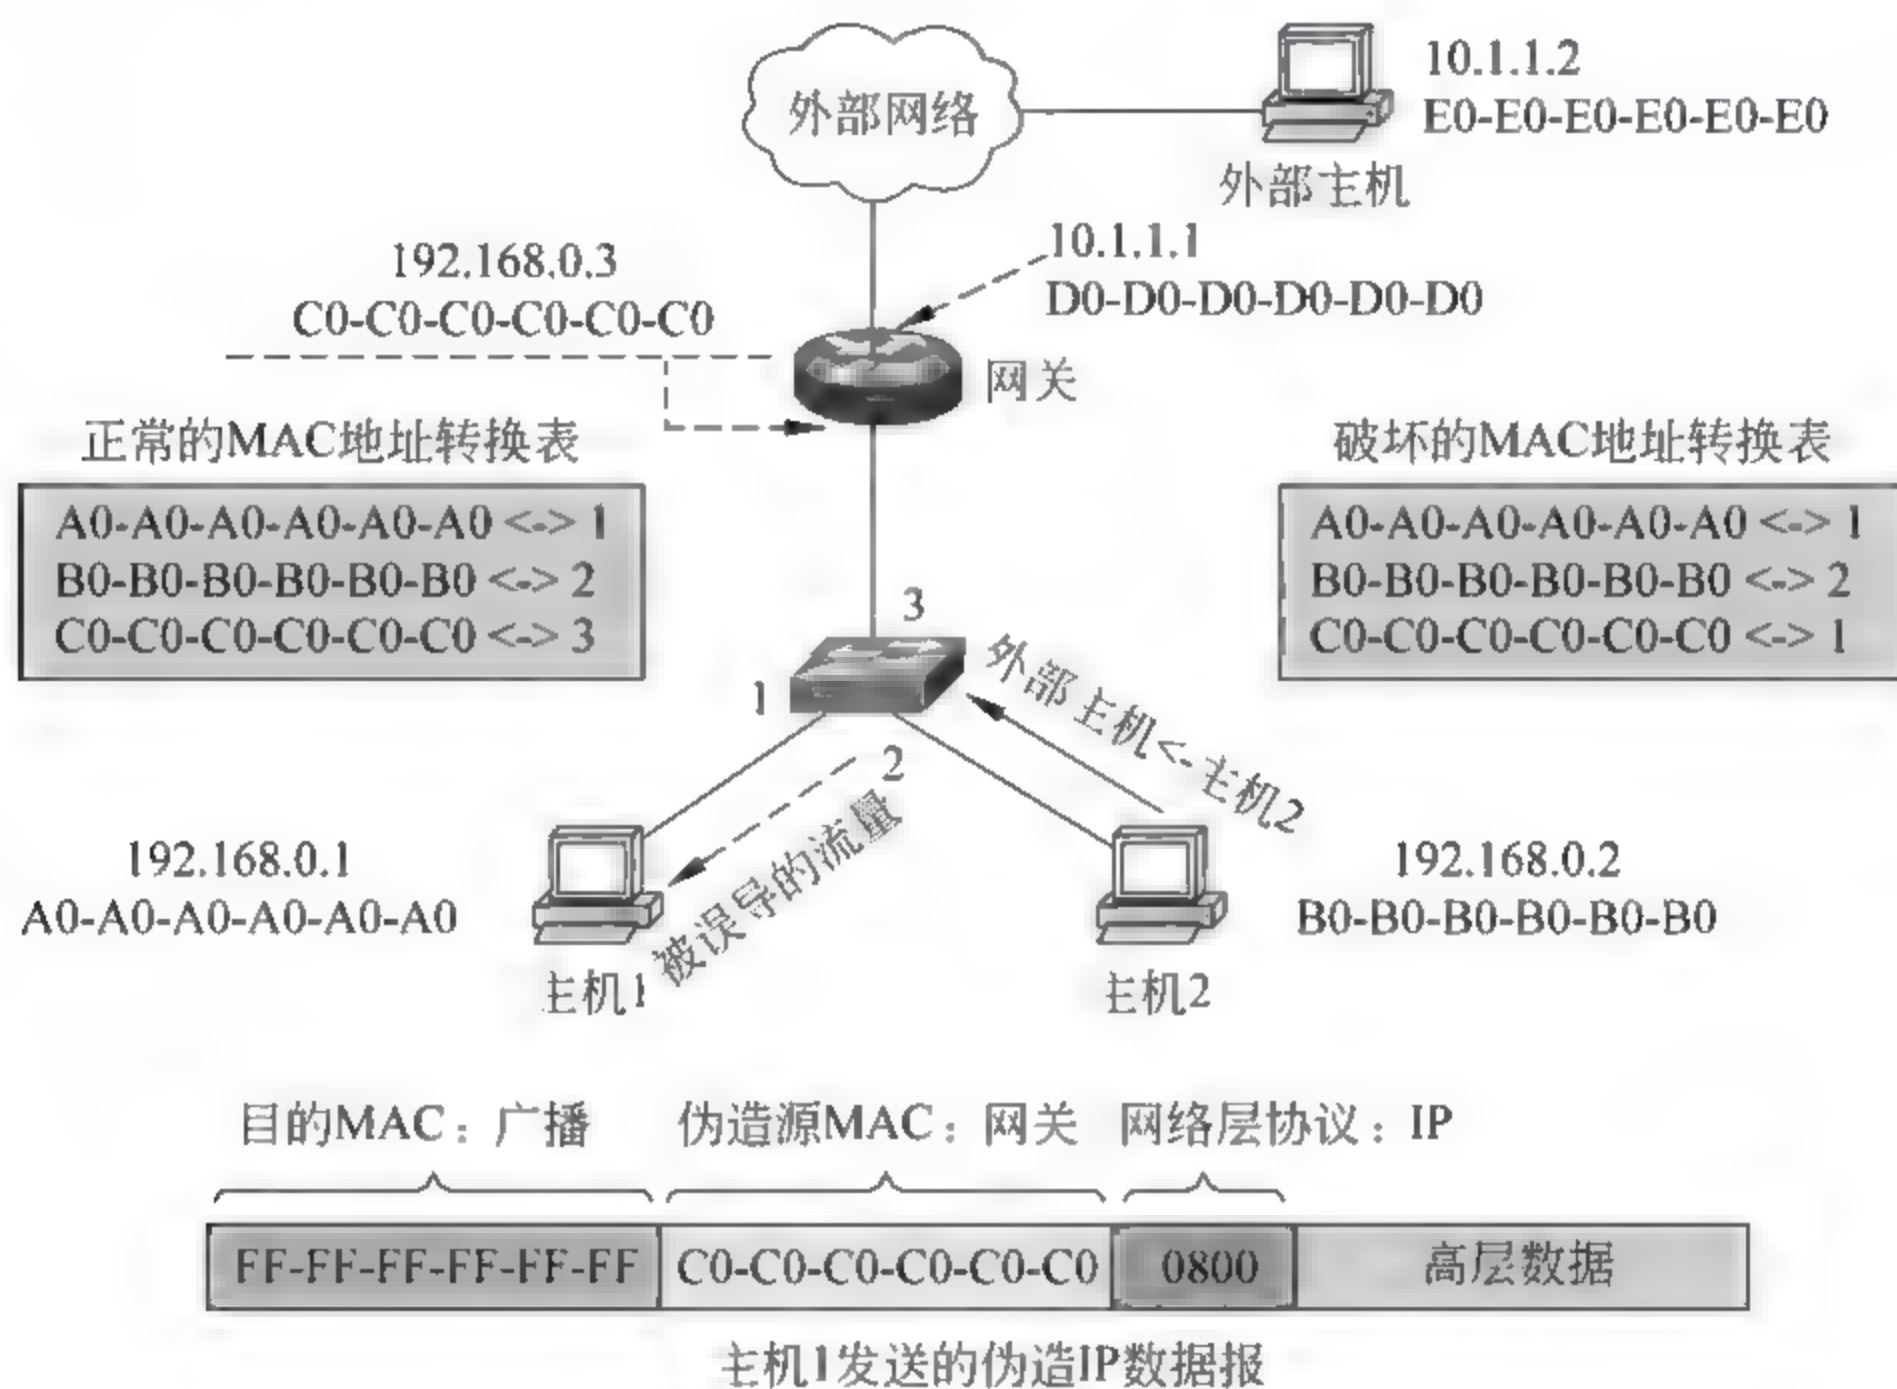 外部网络
10.1.1.2
E0-E0-E0-E0-E0-E0
外部主机
192.168.0.3
C0-C0-C0-C0-C0-C0
10.1.1.1
D0-D0-D0-D0-D0-D0
网关
正常的MAC地址转换表
A0-A0-A0-A0-A0-A0 <-> 1
B0-B0-B0-B0-B0-B0 <-> 2
C0-C0-C0-C0-C0-C0 <-> 3
破坏的MAC地址转换表
A0-A0-A0-A0-A0-A0 <-> 1
B0-B0-B0-B0-B0-B0 <-> 2
C0-C0-C0-C0-C0-C0 <-> 1
3
1
2
外部主机<-主机2
被误导的流量
192.168.0.1
A0-A0-A0-A0-A0-A0
主机1
192.168.0.2
B0-B0-B0-B0-B0-B0
主机2
目的MAC：广播
伪造源MAC：网关
网络层协议：IP
FF-FF-FF-FF-FF-FF
C0-C0-C0-C0-C0-C0
0800
高层数据
主机1发送的伪造IP数据报